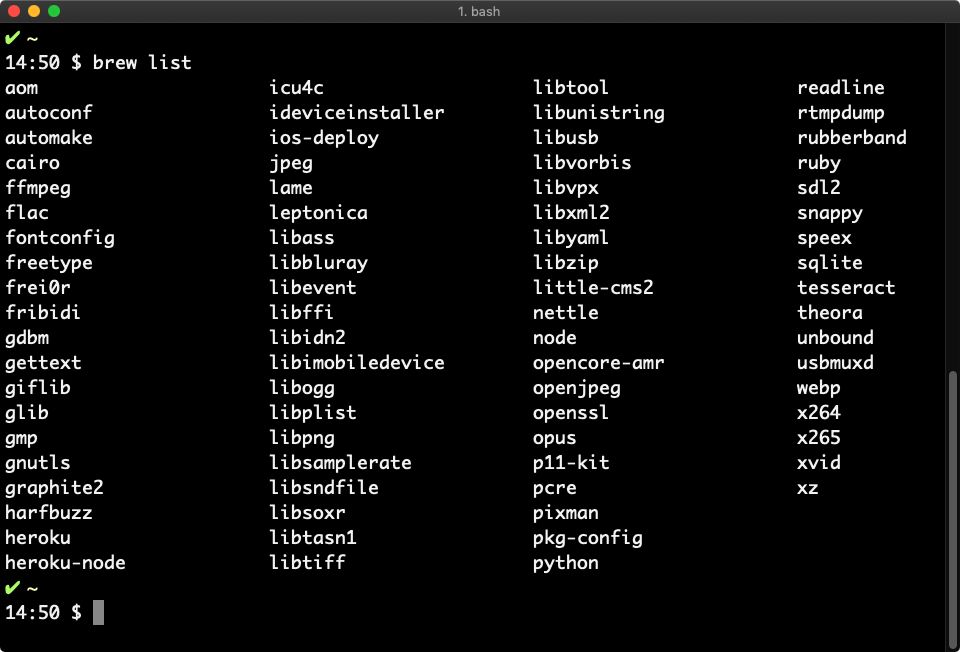 1. bash
✔ ~
14:50 $ brew list
aom icu4c libtool readline
autoconf ideviceinstaller libunistring rtmpdump
automake ios-deploy libusb rubberband
cairo jpeg libvorbis ruby
ffmpeg lame libvpx sdl2
flac leptonica libxml2 snappy
fontconfig libass libyaml speex
freetype libbluray libzip sqlite
frei0r libevent little-cms2 tesseract
fribidi libffi nettle theora
gdbm libidn2 node unbound
gettext libimobiledevice opencore-amr usbmuxd
giflib libogg openjpeg webp
glib libplist openssl x264
gmp libpng opus x265
gnutls libsamplerate p11-kit xvid
graphite2 libsndfile pcre xz
harfbuzz libsoxr pixman
heroku libtasn1 pkg-config
heroku-node libtiff python
✔ ~
14:50 $